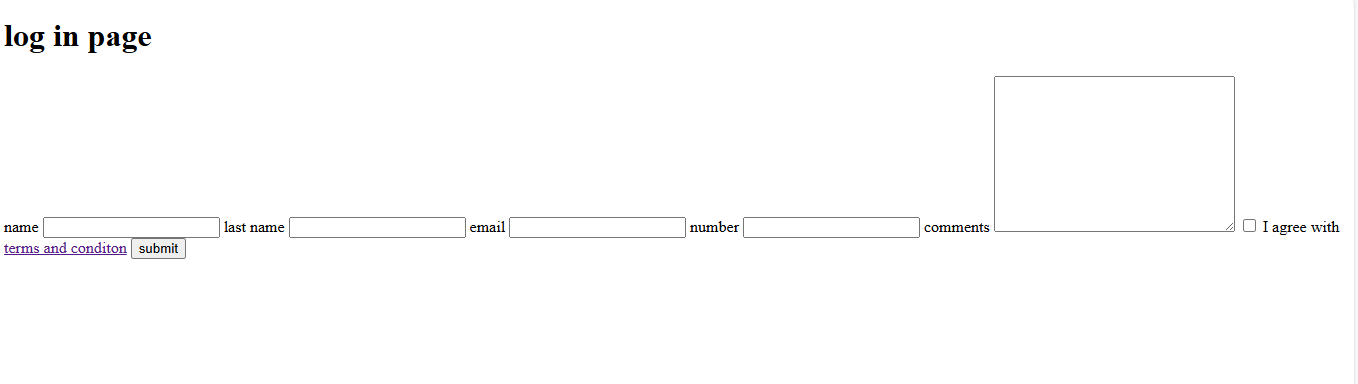 log in page
name last name email number comments I agree with
terms and conditon submit